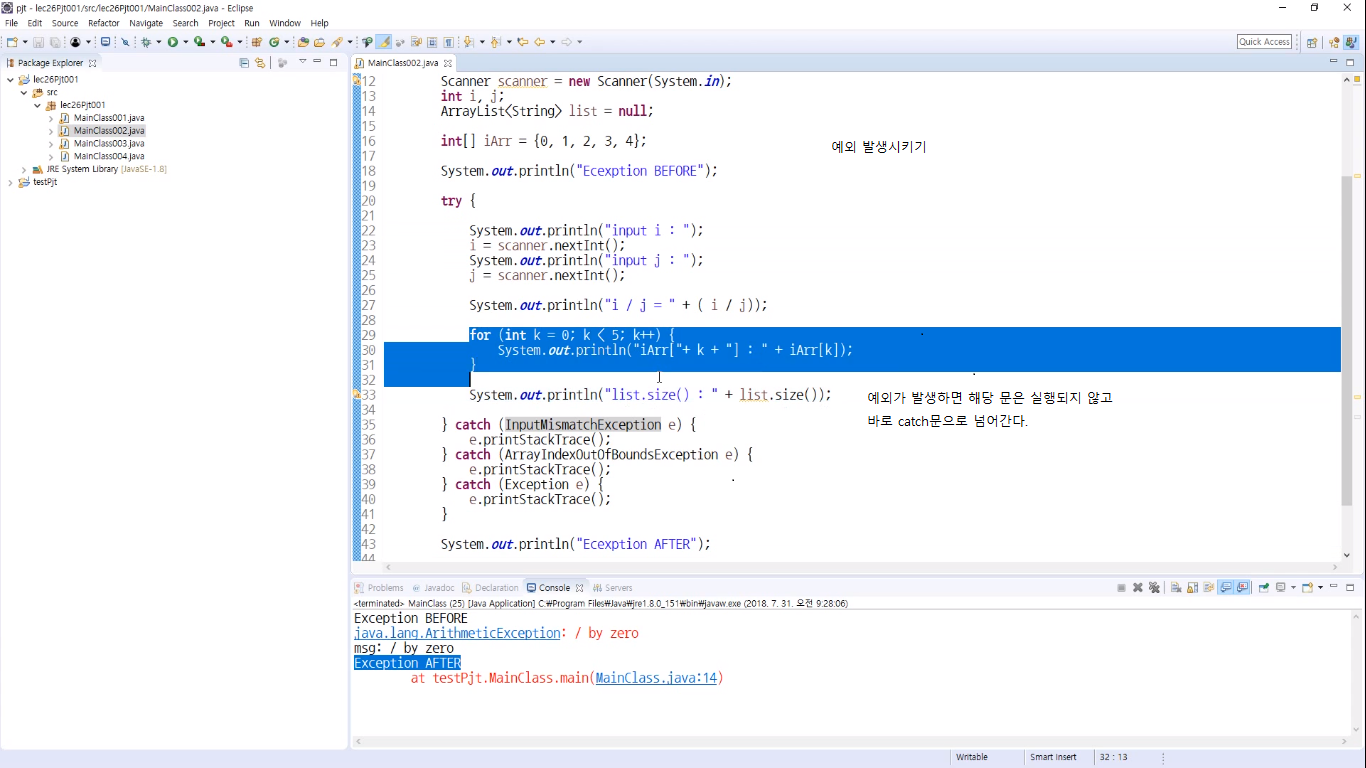 pjt - lec26Pjt001/src/lec26Pjt001/MainClass002.java - Eclipse
File Edit Source Refactor Navigate Search Project Run Window Help
Quick Access
Package Explorer
lec26Pjt001
src
lec26Pjt001
MainClass001.java
MainClass002.java
MainClass003.java
MainClass004.java
JRE System Library [JavaSE-1.8]
testPjt
MainClass002.java
12 Scanner scanner = new Scanner(System.in);
13 int i, j;
14 ArrayList<String> list = null;
15
16 int[] iArr = {0, 1, 2, 3, 4};
예외 발생시키기
17
18 System.out.println("Ecexption BEFORE");
19
20 try {
21
22 System.out.println("input i : ");
23 i = scanner.nextInt();
24 System.out.println("input j : ");
25 j = scanner.nextInt();
26
27 System.out.println("i / j = " + ( i / j));
28
29 for (int k = 0; k < 5; k++) {
30 System.out.println("iArr["+ k + "] : " + iArr[k]);
31 }
32
33 System.out.println("list.size() : " + list.size());
예외가 발생하면 해당 문은 실행되지 않고
바로 catch문으로 넘어간다.
34
35 } catch (InputMismatchException e) {
36 e.printStackTrace();
37 } catch (ArrayIndexOutOfBoundsException e) {
38 e.printStackTrace();
39 } catch (Exception e) {
40 e.printStackTrace();
41 }
42
43 System.out.println("Ecexption AFTER");
44
Problems Javadoc Declaration Console Servers
<terminated> MainClass (25) [Java Application] C:₩Program Files₩Java₩jre1.8.0_151₩bin₩javaw.exe (2018. 7. 31. 오전 9:28:06)
Exception BEFORE
java.lang.ArithmeticException: / by zero
msg: / by zero
Exception AFTER
at testPjt.MainClass.main(MainClass.java:14)
Writable Smart Insert 32 : 13